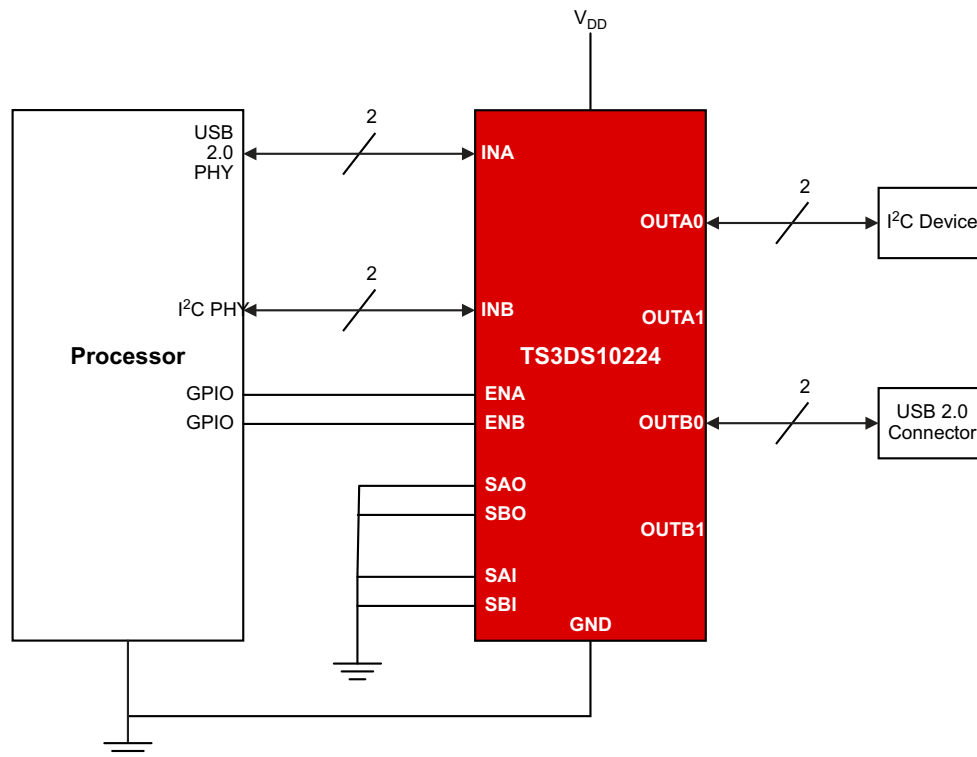 V_DD
USB
2.0
PHY
2
INA
2
OUTA0
I²C Device
2
I²C PHY
INB
OUTA1
Processor
TS3DS10224
GPIO
ENA
GPIO
ENB
2
OUTB0
USB 2.0
Connector
SAO
SBO
OUTB1
SAI
SBI
GND